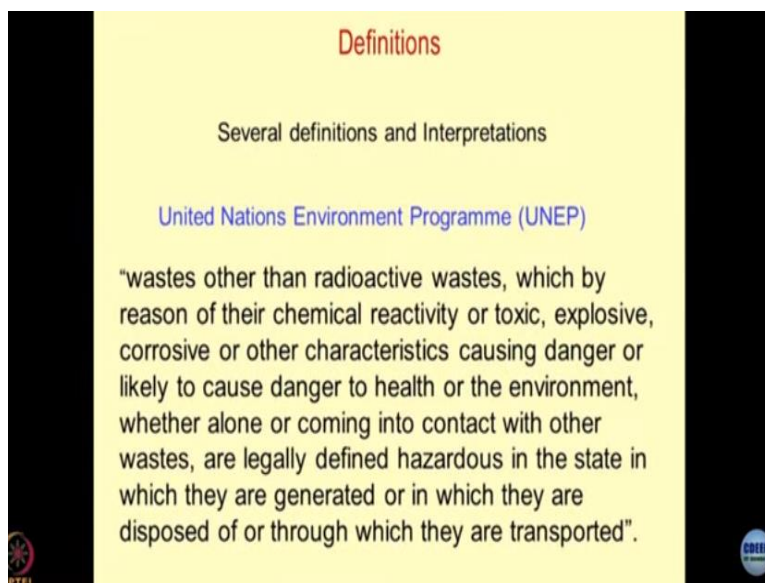 Definitions
Several definitions and Interpretations
United Nations Environment Programme (UNEP)
“wastes other than radioactive wastes, which by
reason of their chemical reactivity or toxic, explosive,
corrosive or other characteristics causing danger or
likely to cause danger to health or the environment,
whether alone or coming into contact with other
wastes, are legally defined hazardous in the state in
which they are generated or in which they are
disposed of or through which they are transported”.